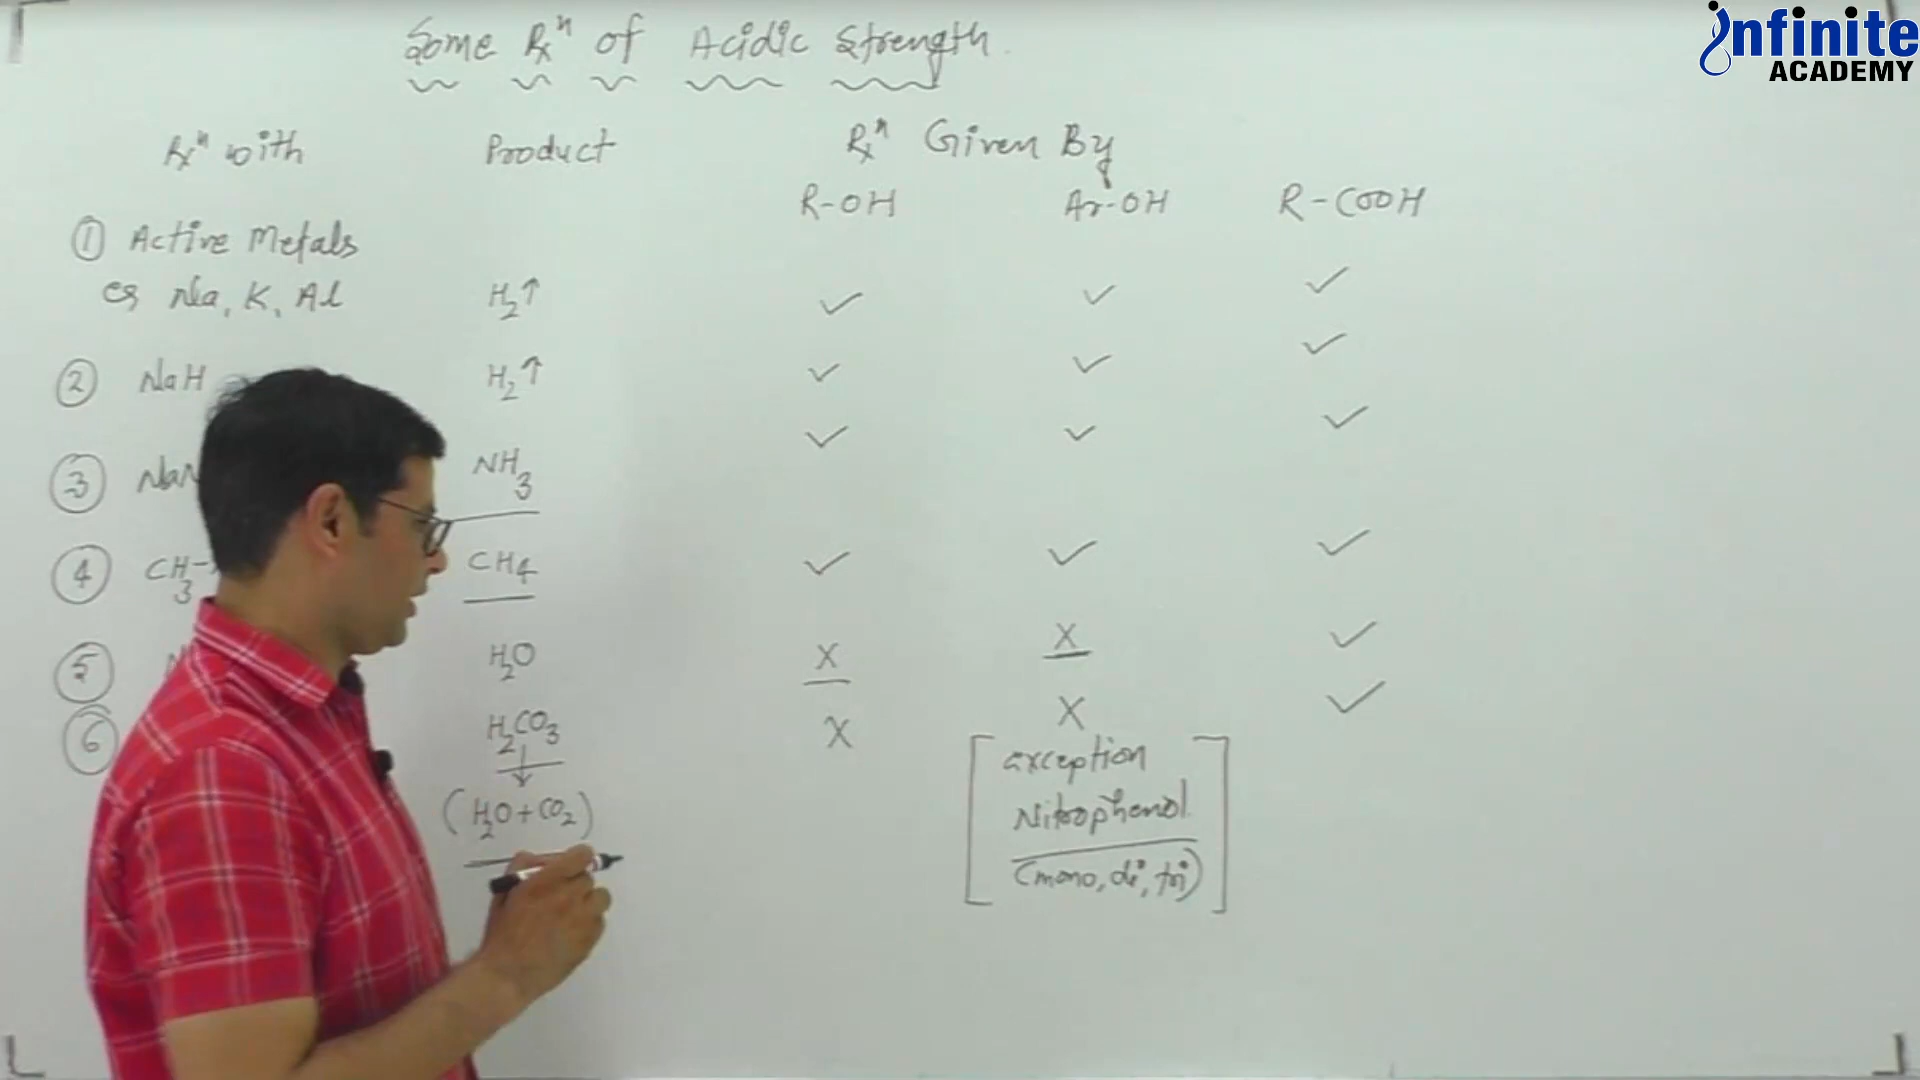 Some Rxⁿ of Acidic Strength.
Rxⁿ with Product Rxⁿ Given By
R-OH Ar-OH R-COOH
① Active Metals
eg Na, K, Al H₂↑ ✓ ✓ ✓
② NaH H₂↑ ✓ ✓ ✓
③ NH₃ ✓ ✓ ✓
④ CH₃- CH₄ ✓ ✓ ✓
⑤ H₂O X X ✓
⑥ H₂CO₃ X X ✓
↓
(H₂O+CO₂)
[exception
Nitrophenol
(mono, di, tri)]
infinite
ACADEMY